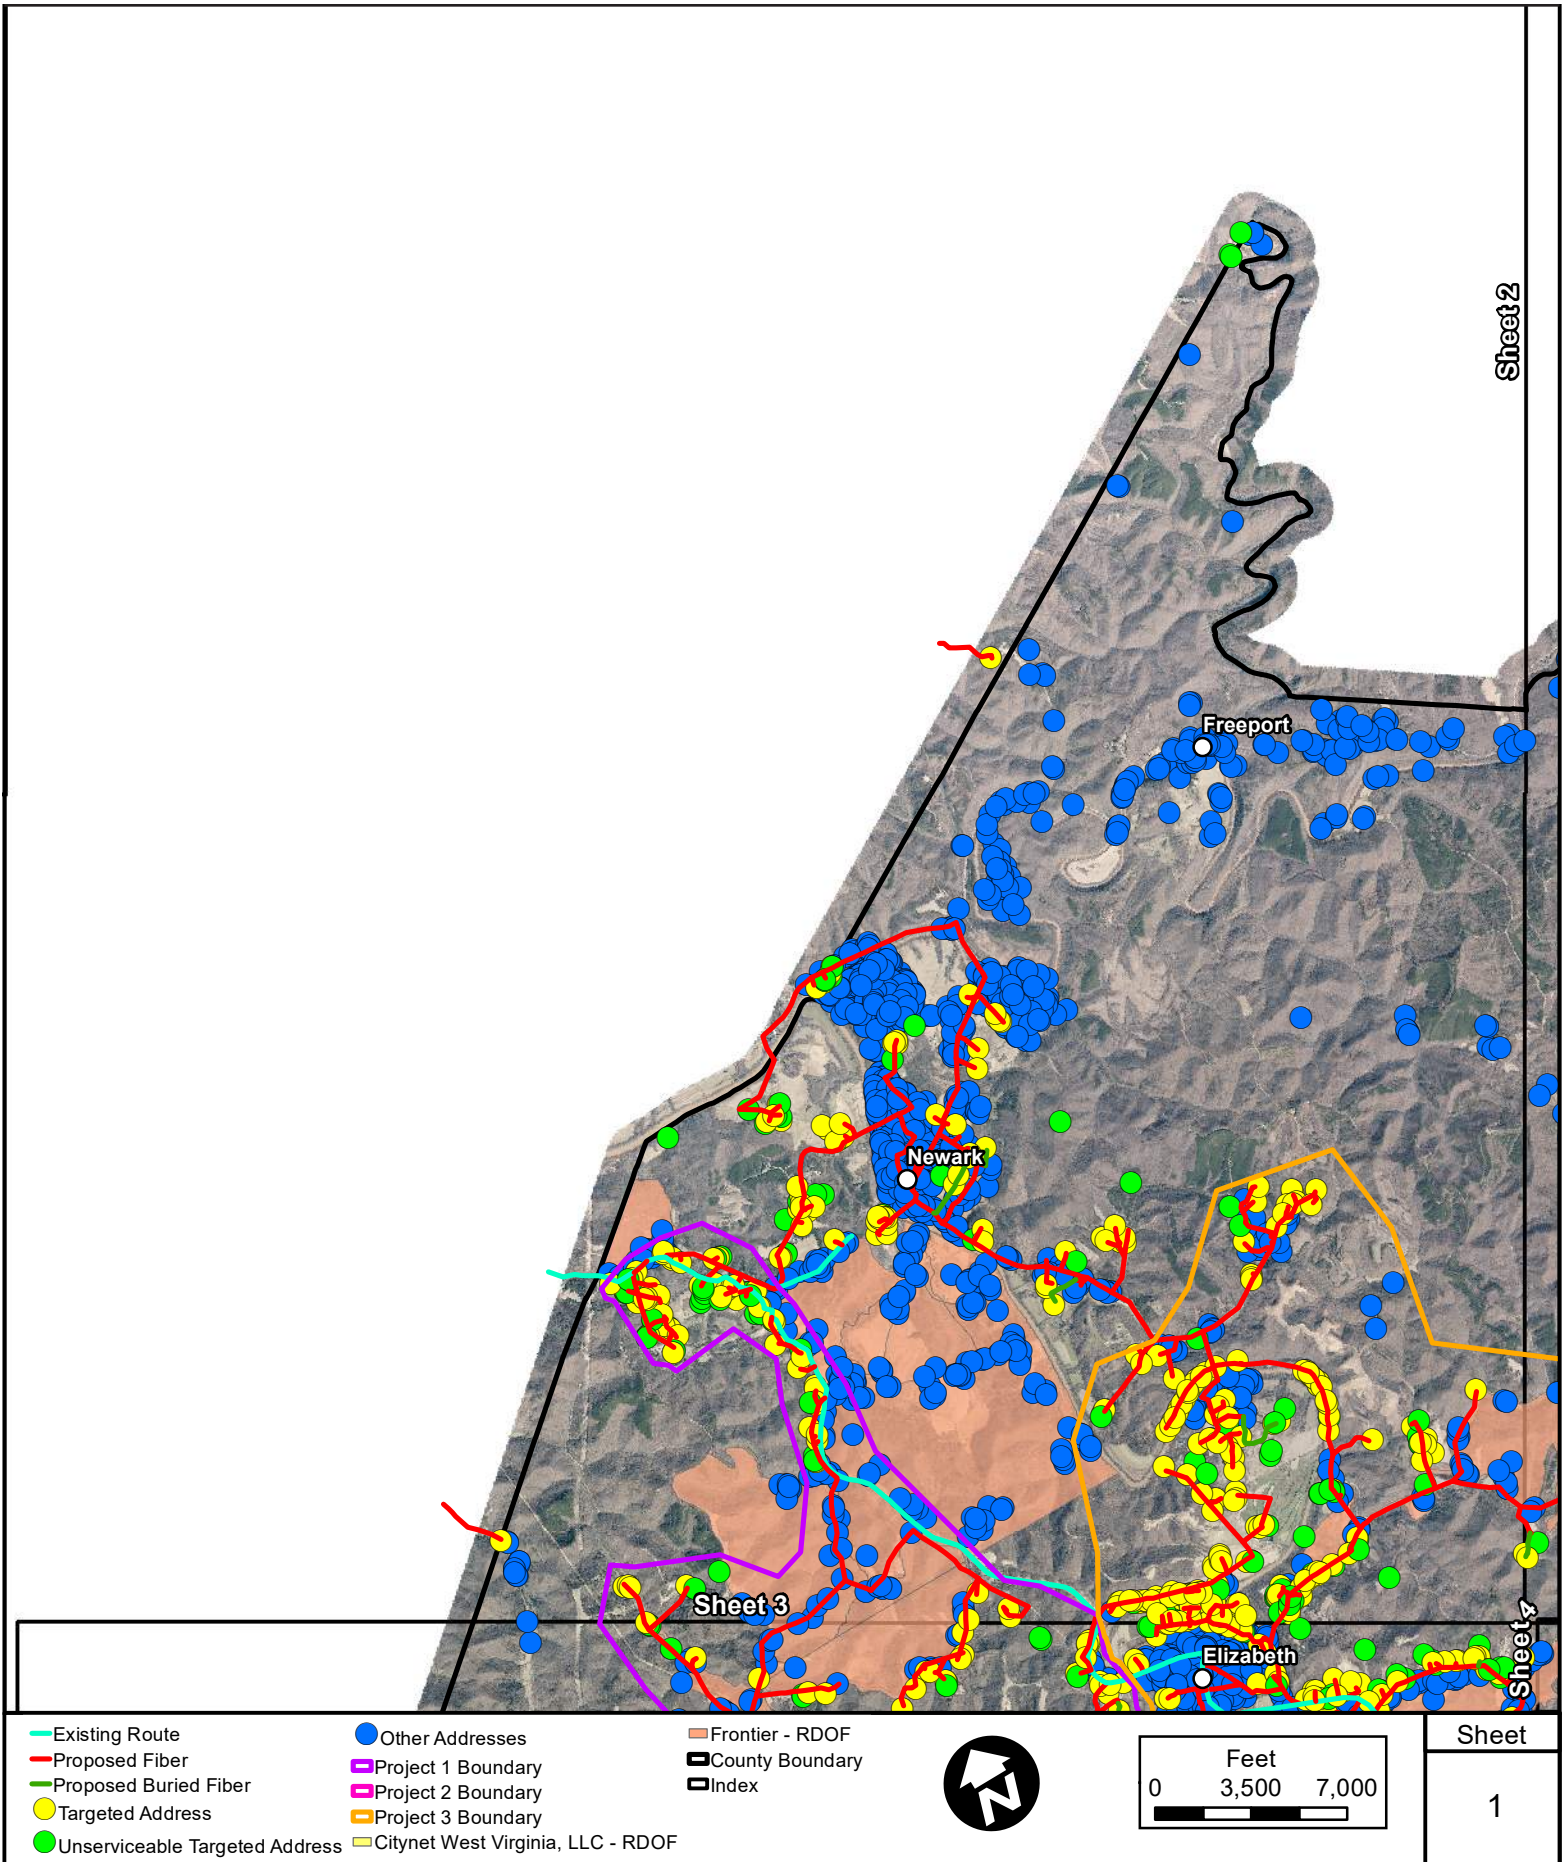 Sheet 2
Freeport
Newark
Sheet 3
Elizabeth
Sheet 4
Existing Route
Proposed Fiber
Proposed Buried Fiber
Targeted Address
Unserviceable Targeted Address
Other Addresses
Project 1 Boundary
Project 2 Boundary
Project 3 Boundary
Citynet West Virginia, LLC - RDOF
Frontier - RDOF
County Boundary
Index
N
Feet
0 3,500 7,000
Sheet
1